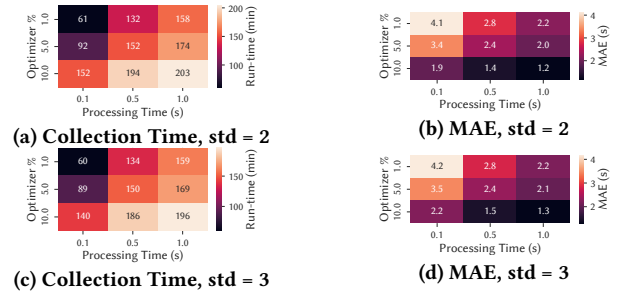 Optimizer %
1.0
5.0
10.0
61 132 158
92 152 174
152 194 203
0.1 0.5 1.0
Processing Time (s)
200
150
100
Run-time (min)
(a) Collection Time, std = 2
Optimizer %
1.0
5.0
10.0
4.1 2.8 2.2
3.4 2.4 2.0
1.9 1.4 1.2
0.1 0.5 1.0
Processing Time (s)
4
3
2
MAE (s)
(b) MAE, std = 2
Optimizer %
1.0
5.0
10.0
60 134 159
89 150 169
140 186 196
0.1 0.5 1.0
Processing Time (s)
150
100
Run-time (min)
(c) Collection Time, std = 3
Optimizer %
1.0
5.0
10.0
4.2 2.8 2.2
3.5 2.4 2.1
2.2 1.5 1.3
0.1 0.5 1.0
Processing Time (s)
4
3
2
MAE (s)
(d) MAE, std = 3